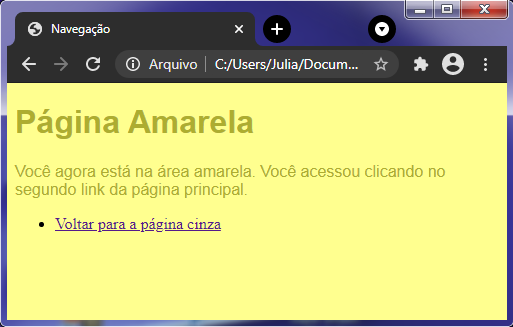 Navegação
Arquivo
C:/Users/Julia/Docum...
Página Amarela
Você agora está na área amarela. Você acessou clicando no
segundo link da página principal.
Voltar para a página cinza